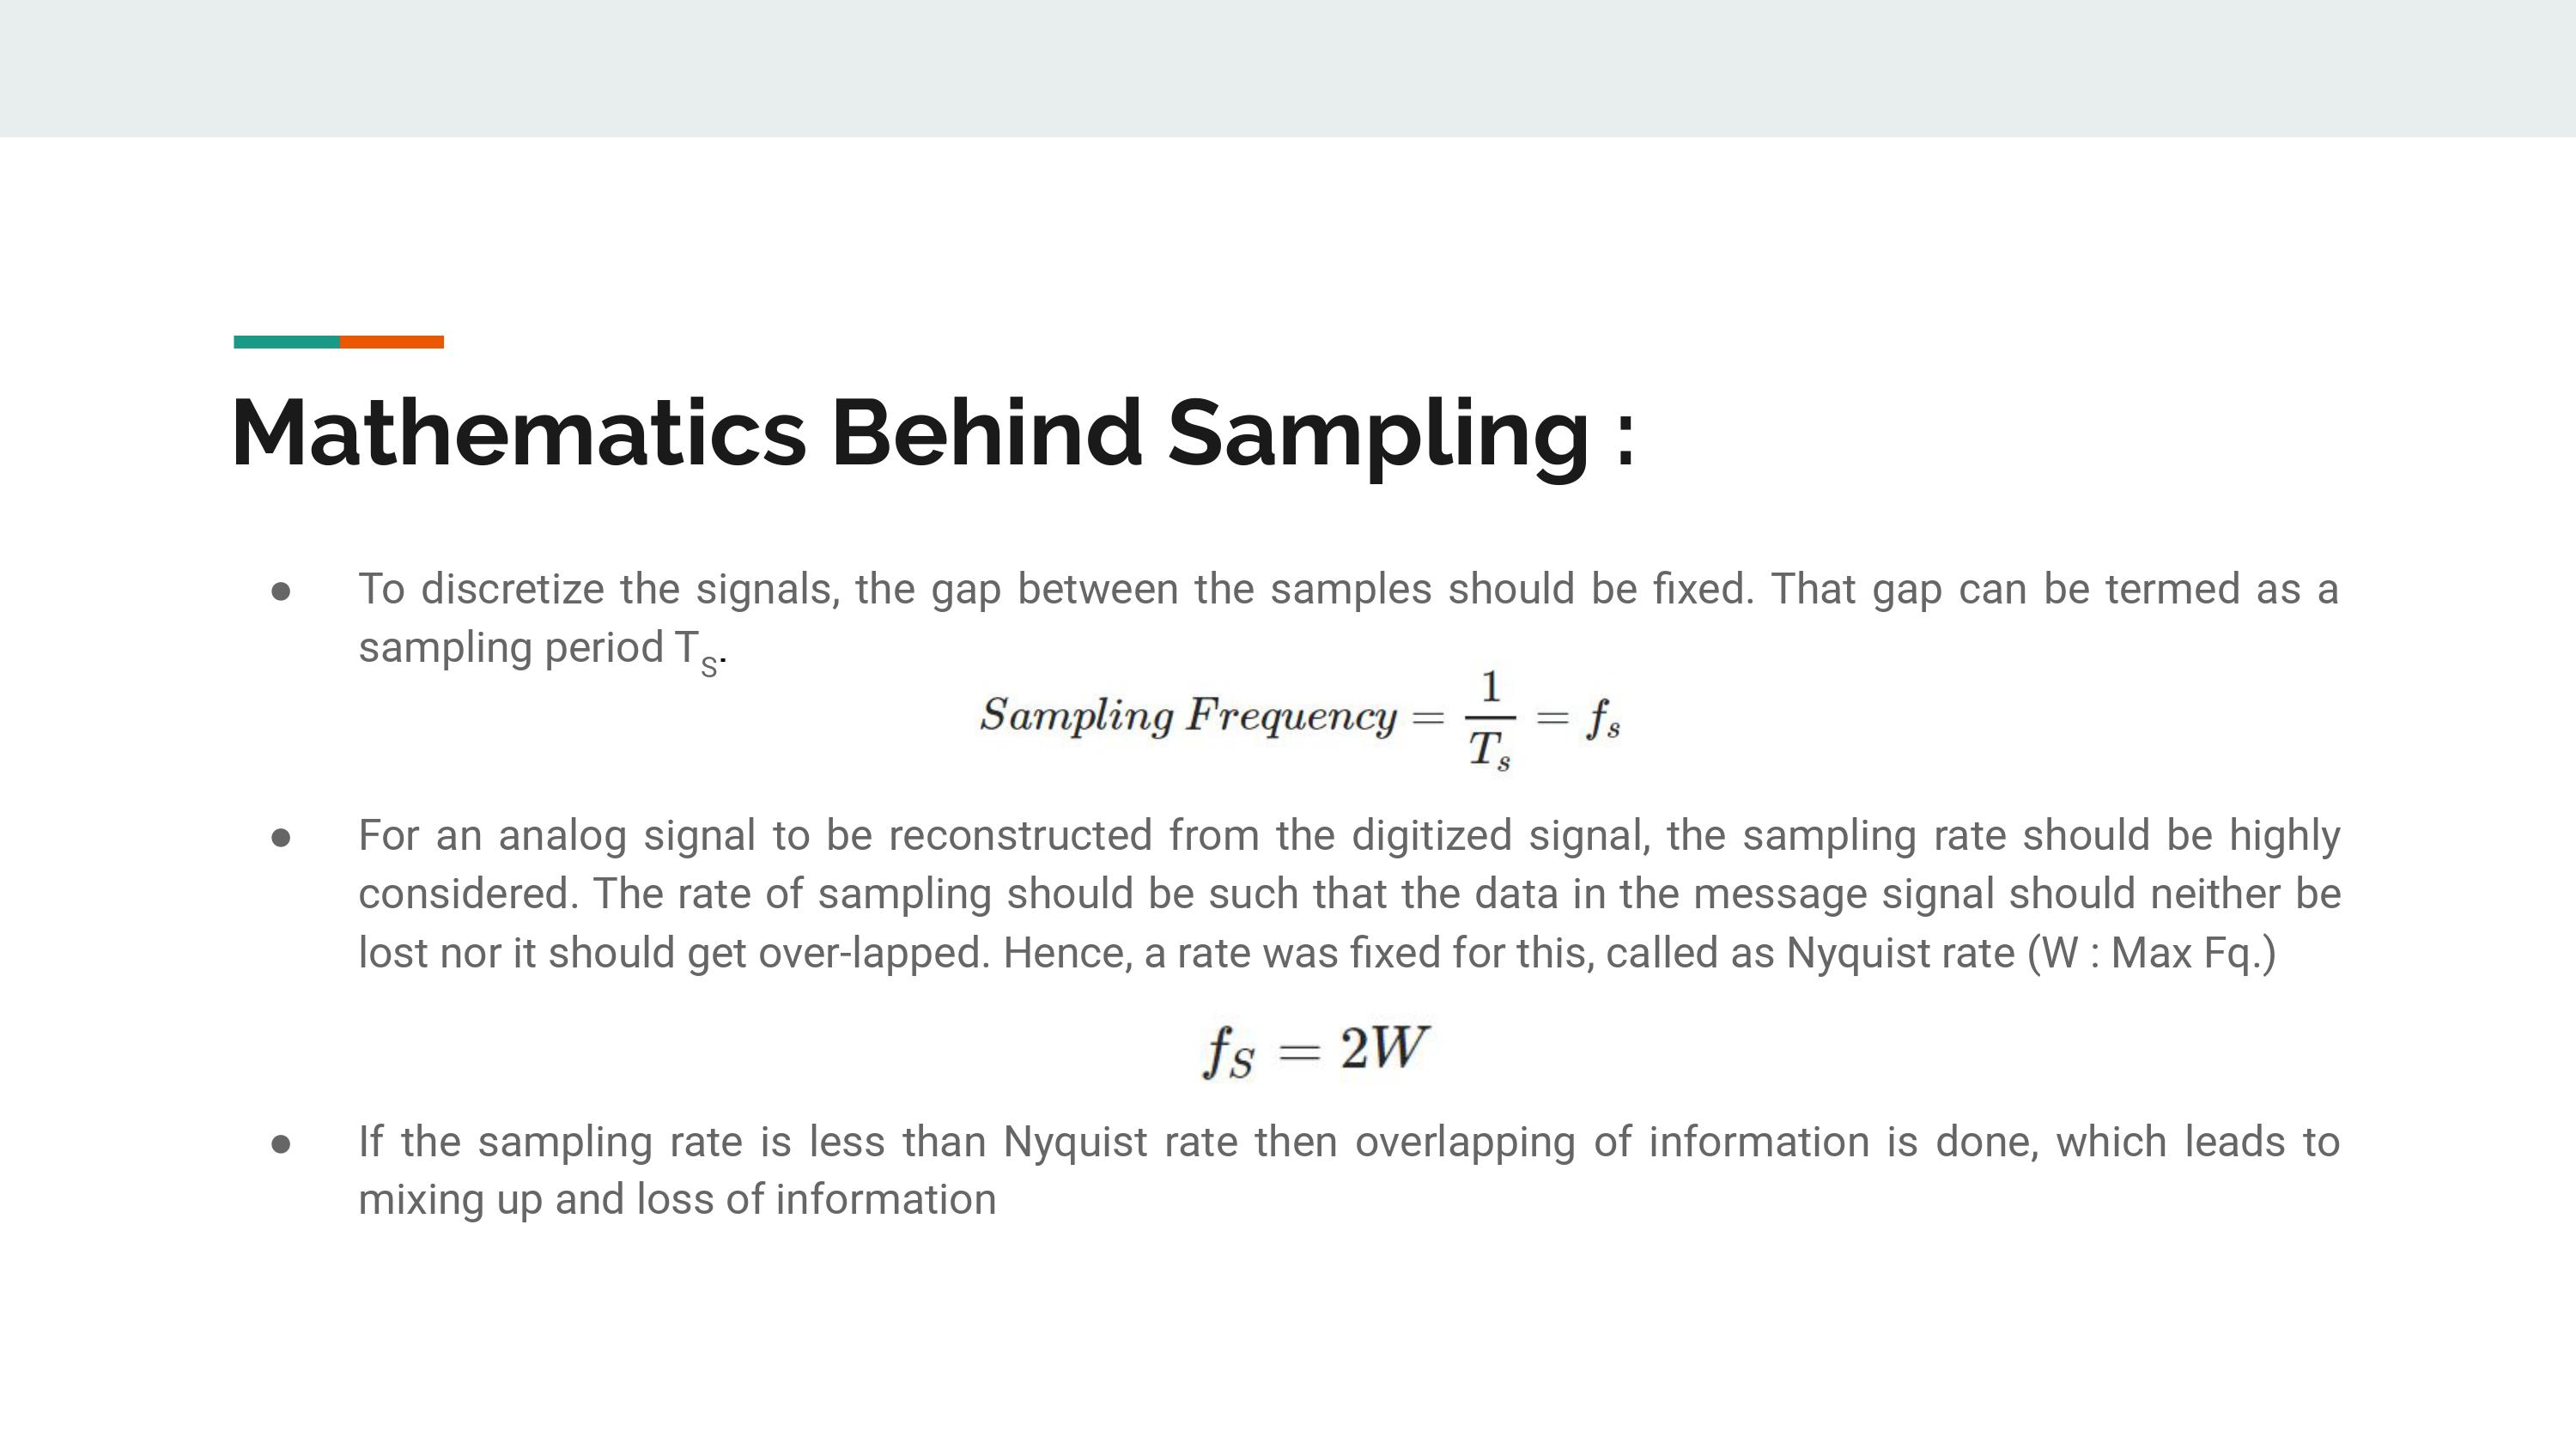 Mathematics Behind Sampling :
● To discretize the signals, the gap between the samples should be fixed. That gap can be termed as a
sampling period T_S.
Sampling Frequency = 1/T_s = f_s
● For an analog signal to be reconstructed from the digitized signal, the sampling rate should be highly
considered. The rate of sampling should be such that the data in the message signal should neither be
lost nor it should get over-lapped. Hence, a rate was fixed for this, called as Nyquist rate (W : Max Fq.)
f_S = 2W
● If the sampling rate is less than Nyquist rate then overlapping of information is done, which leads to
mixing up and loss of information